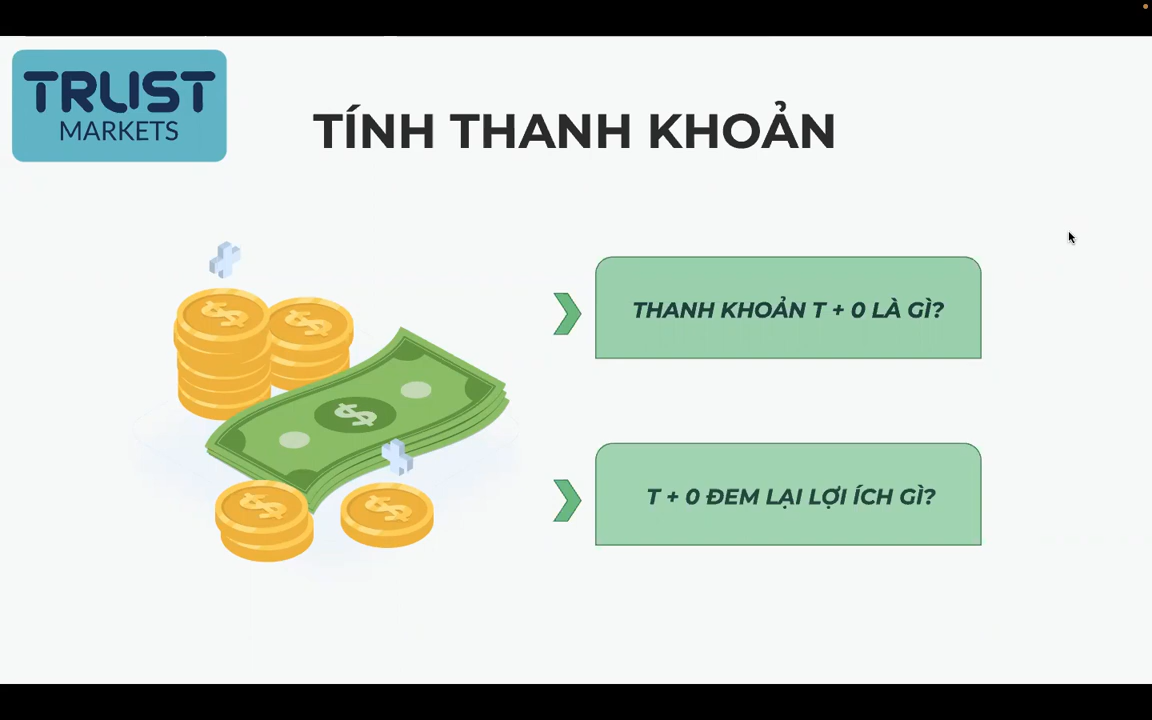 TRUST
MARKETS
TÍNH THANH KHOẢN
THANH KHOẢN T + 0 LÀ GÌ?
T + 0 ĐEM LẠI LỢI ÍCH GÌ?